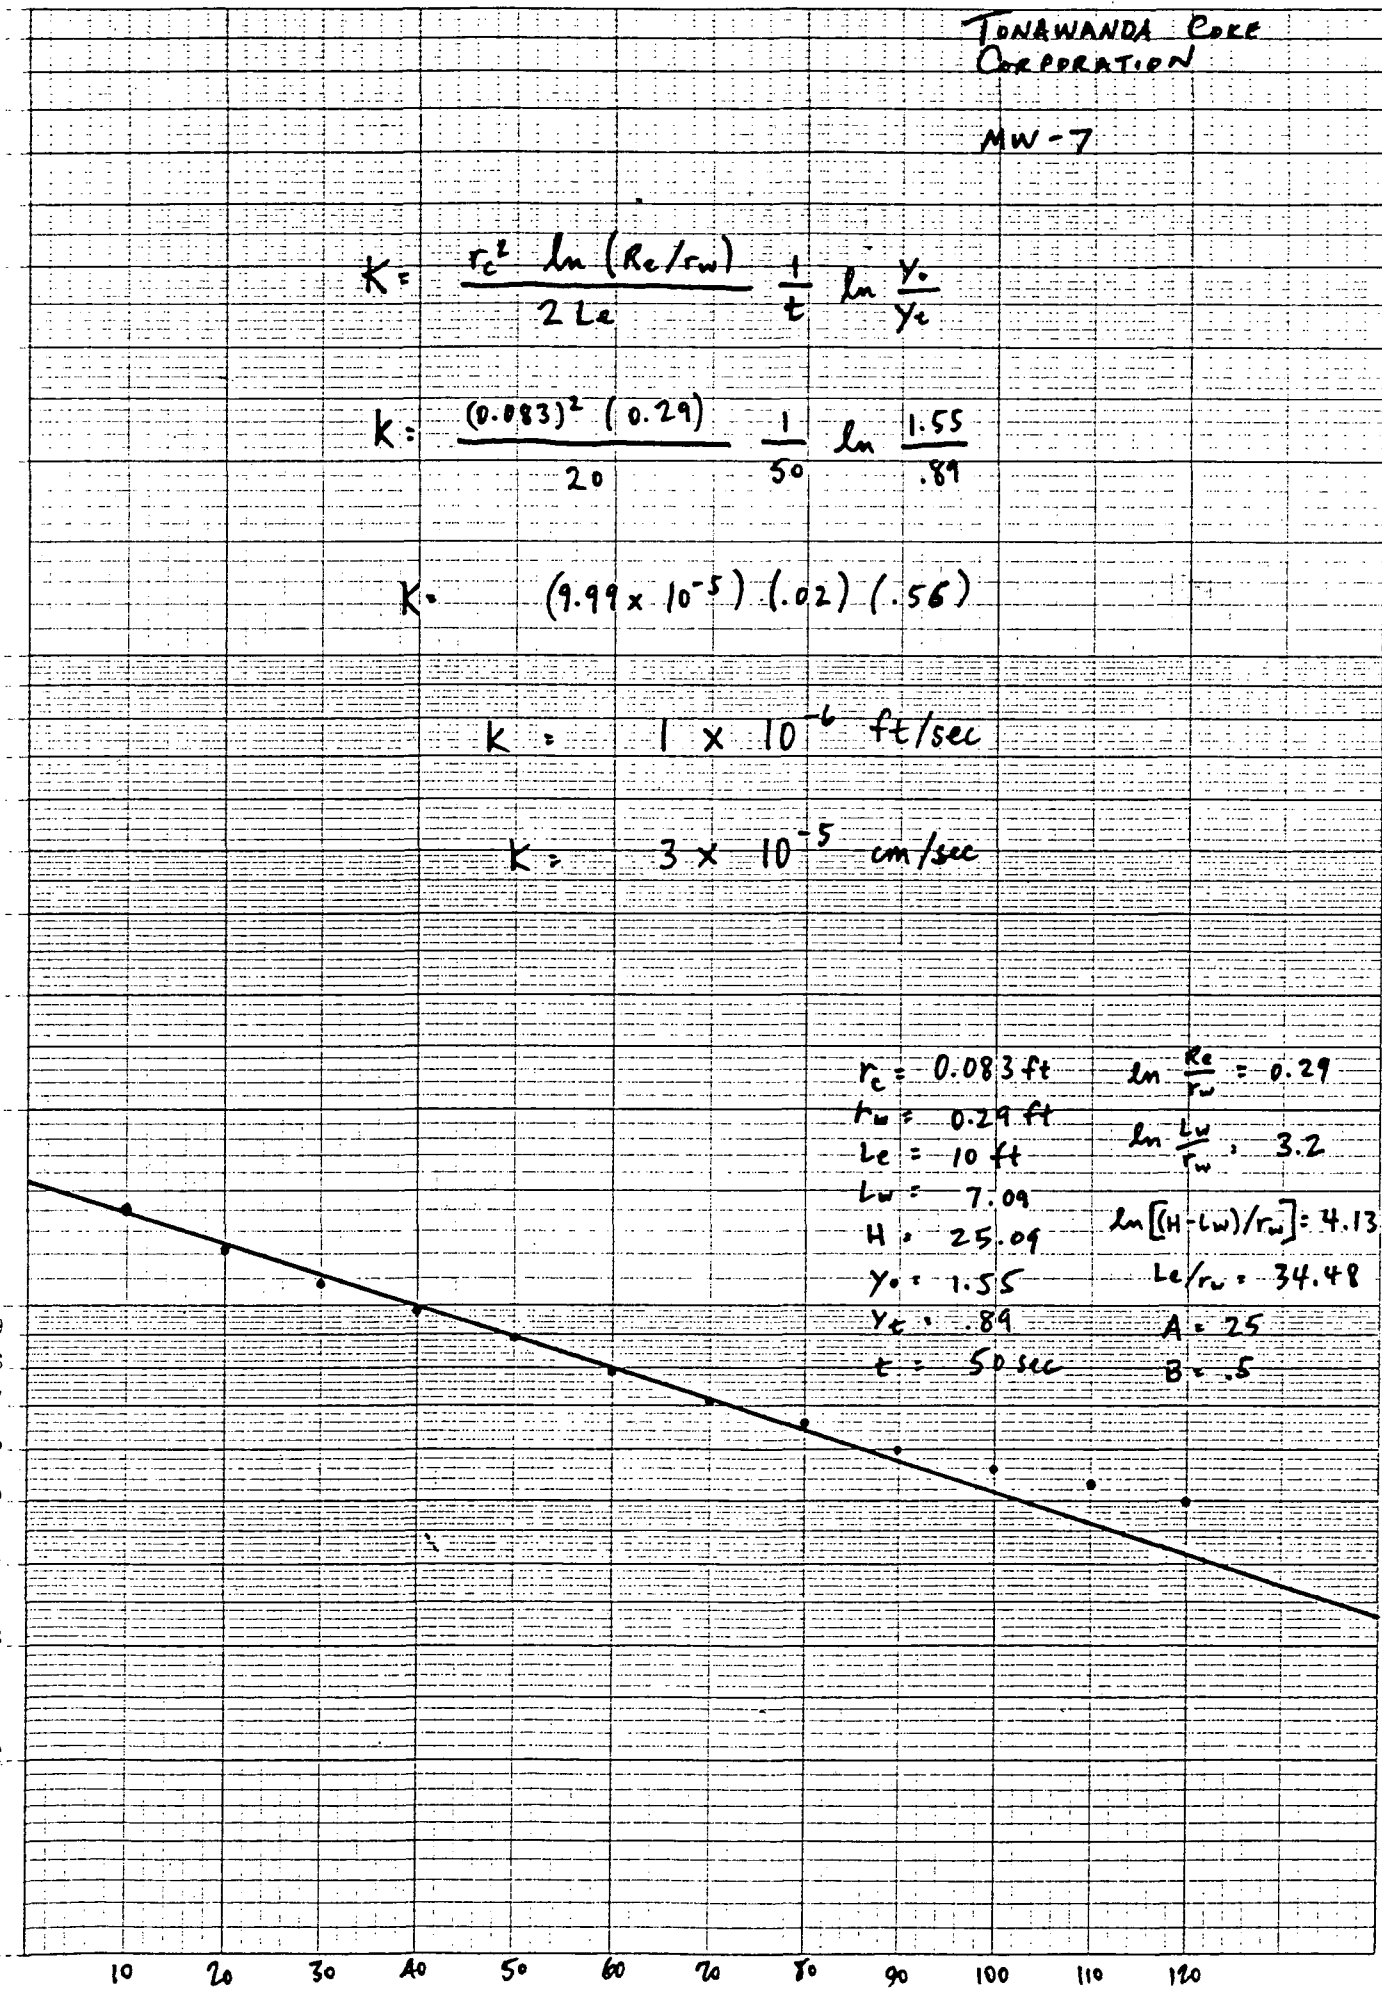 TONAWANDA COKE
CORPORATION
MW-7
K = r_c² ln (Re/rw) / 2 Le  1/t  ln Y₀/Yt
K = (0.083)² (0.29) / 20  1/50  ln 1.55/.89
K = (9.99 x 10⁻⁵) (.02) (.56)
K = 1 x 10⁻⁶ ft/sec
K = 3 x 10⁻⁵ cm/sec
r_c = 0.083 ft  ln Re/rw = 0.29
rw = 0.29 ft
Le = 10 ft  ln Lw/rw = 3.2
Lw = 7.09
H = 25.09  ln[(H-Lw)/rw] = 4.13
Y₀ = 1.55  Le/rw = 34.48
Yt = .89  A = 25
t = 50 sec  B = .5
10 20 30 40 50 60 70 80 90 100 110 120